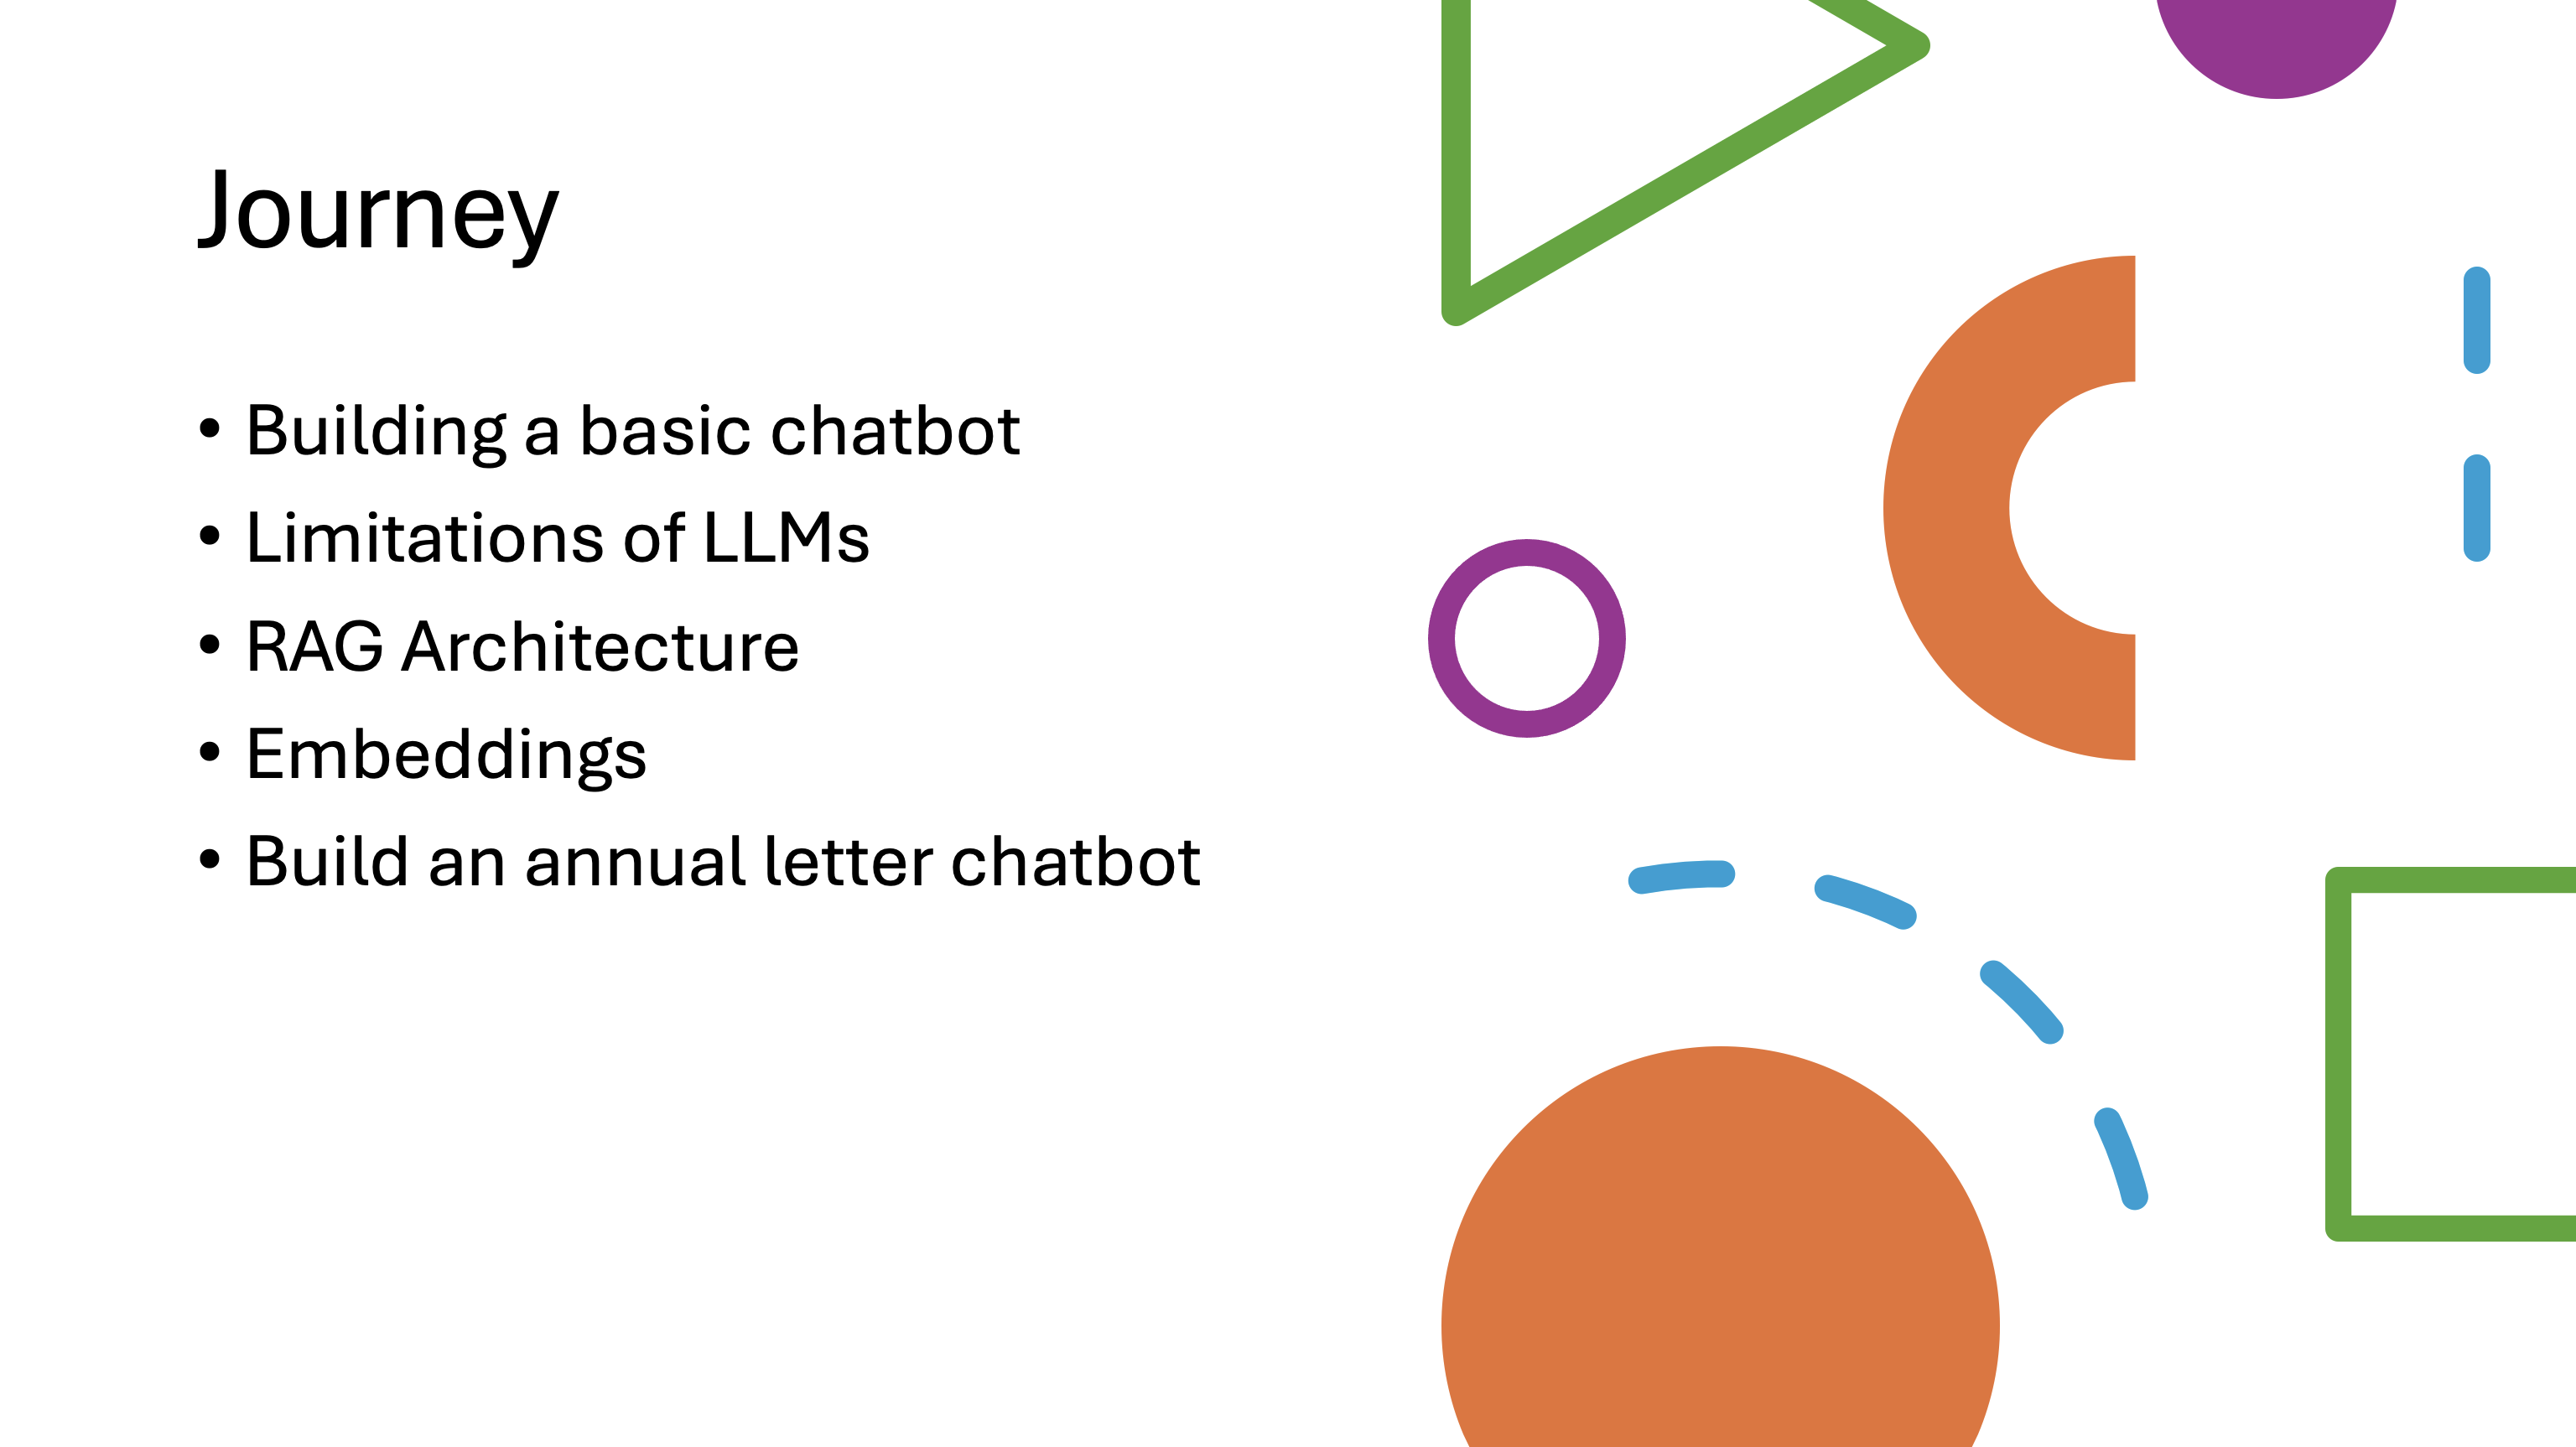 Journey
• Building a basic chatbot
• Limitations of LLMs
• RAG Architecture
• Embeddings
• Build an annual letter chatbot